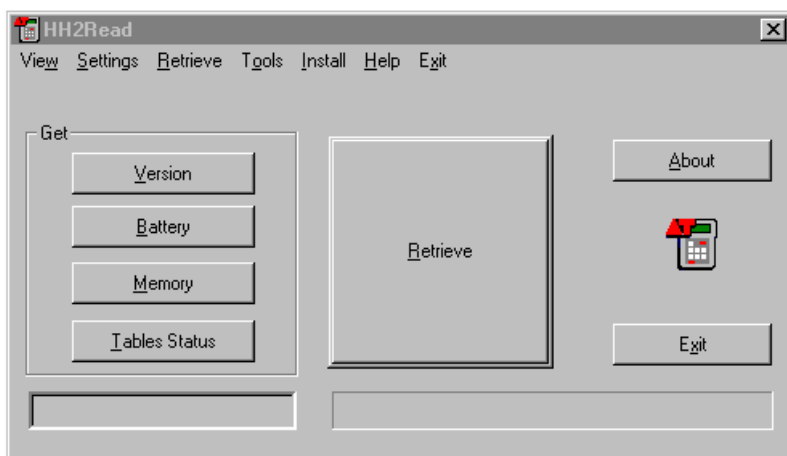 HH2Read
View Settings Retrieve Tools Install Help Exit
Get
Version
Battery
Memory
Tables Status
Retrieve
About
Exit